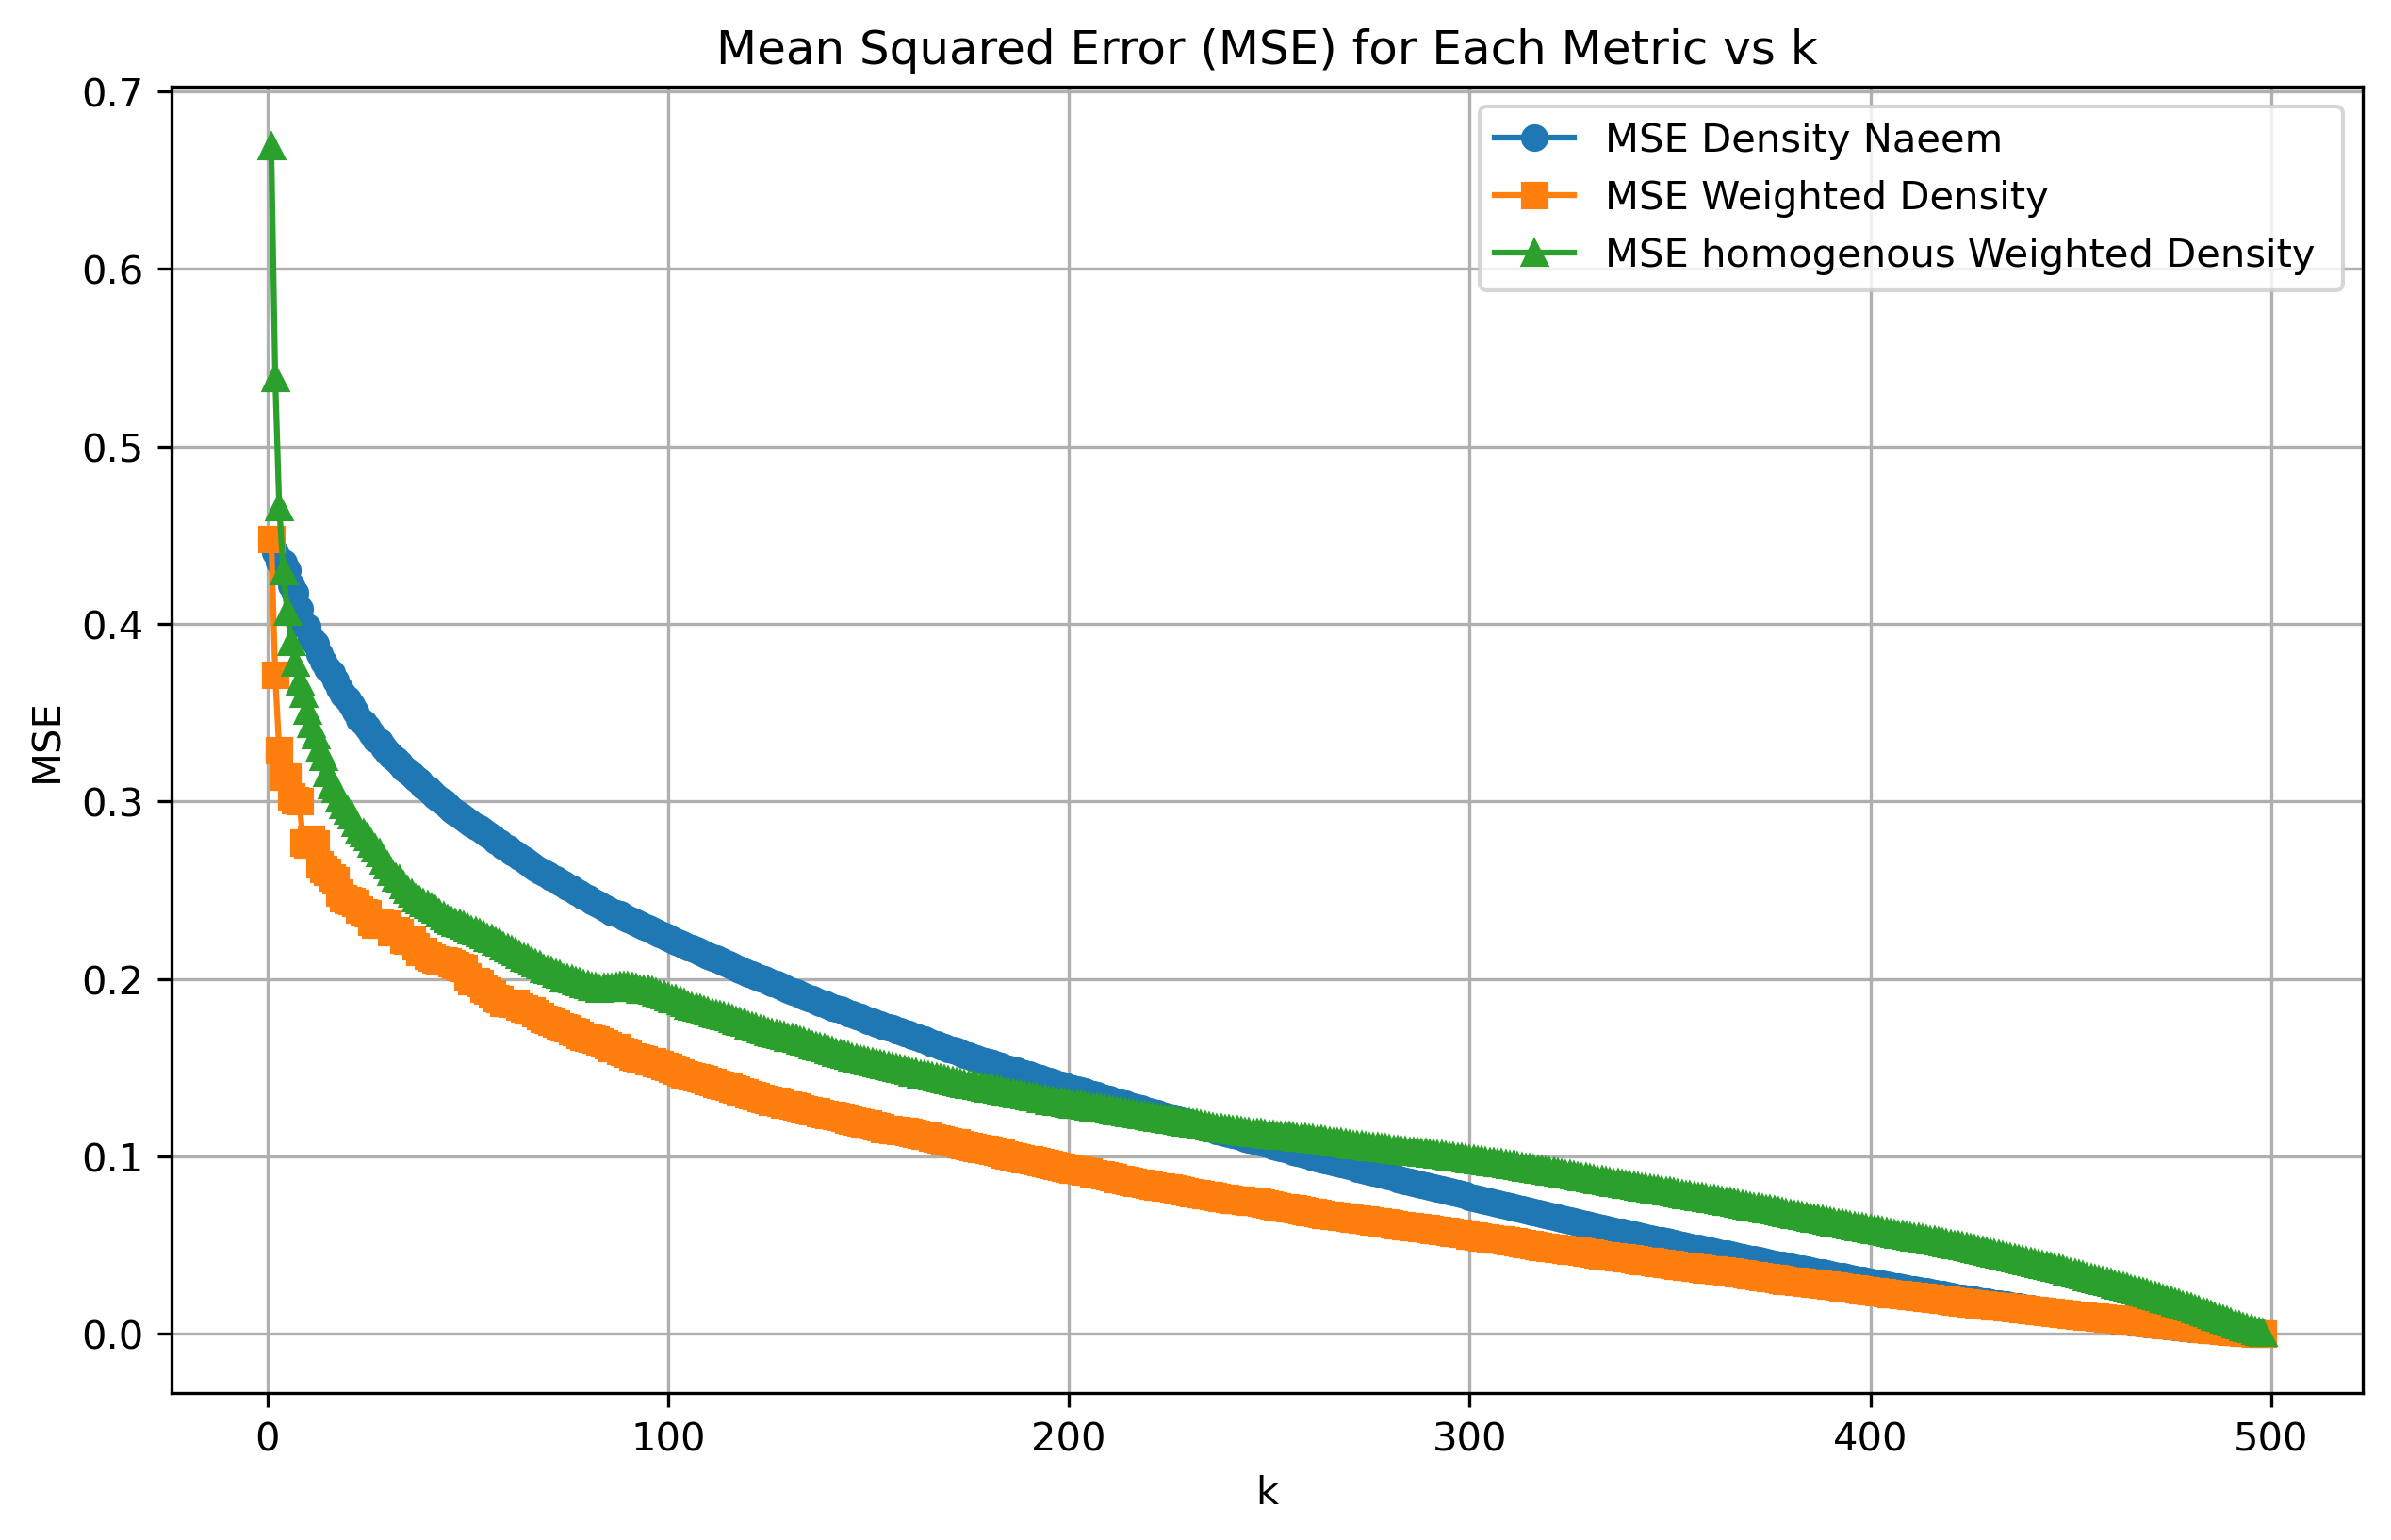 Mean Squared Error (MSE) for Each Metric vs k
MSE Density Naeem
MSE Weighted Density
MSE homogenous Weighted Density
MSE
0.7
0.6
0.5
0.4
0.3
0.2
0.1
0.0
0 100 200 300 400 500
k